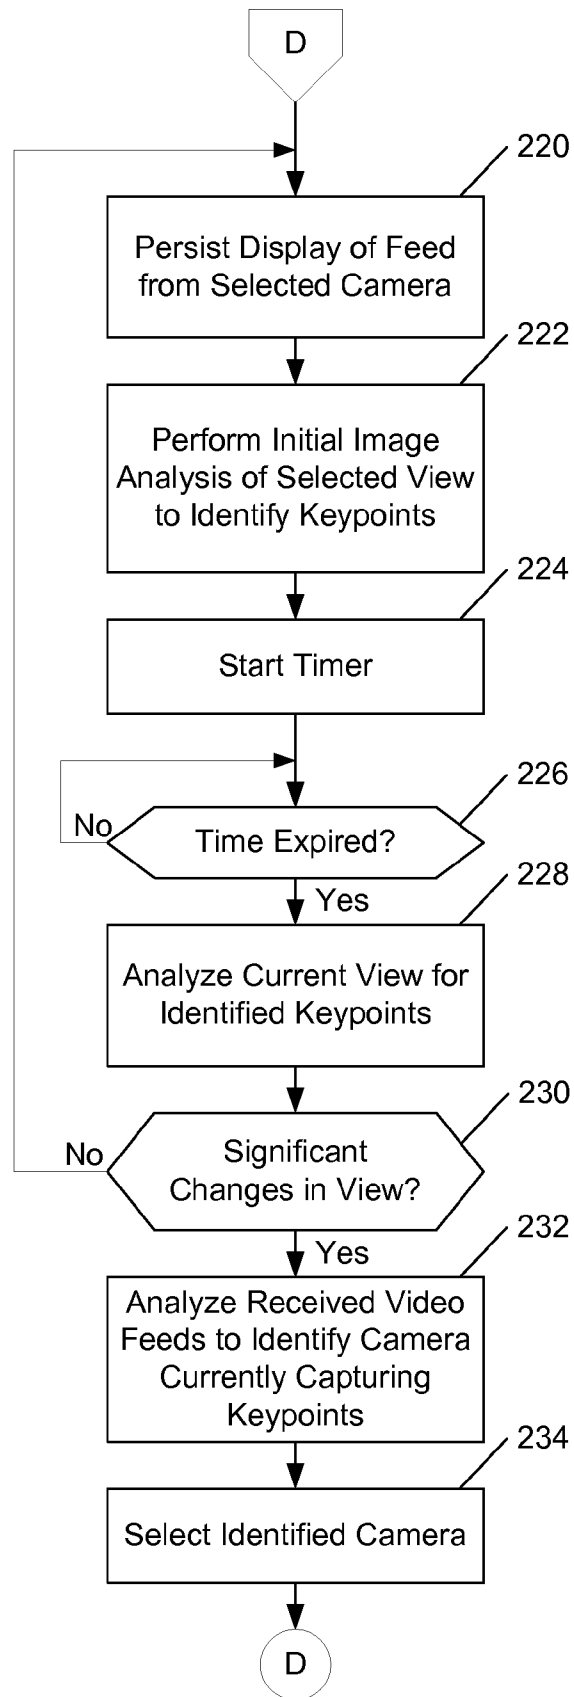 D
220
Persist Display of Feed
from Selected Camera
222
Perform Initial Image
Analysis of Selected View
to Identify Keypoints
224
Start Timer
226
No
Time Expired?
Yes
228
Analyze Current View for
Identified Keypoints
230
No
Significant
Changes in View?
Yes
232
Analyze Received Video
Feeds to Identify Camera
Currently Capturing
Keypoints
234
Select Identified Camera
D